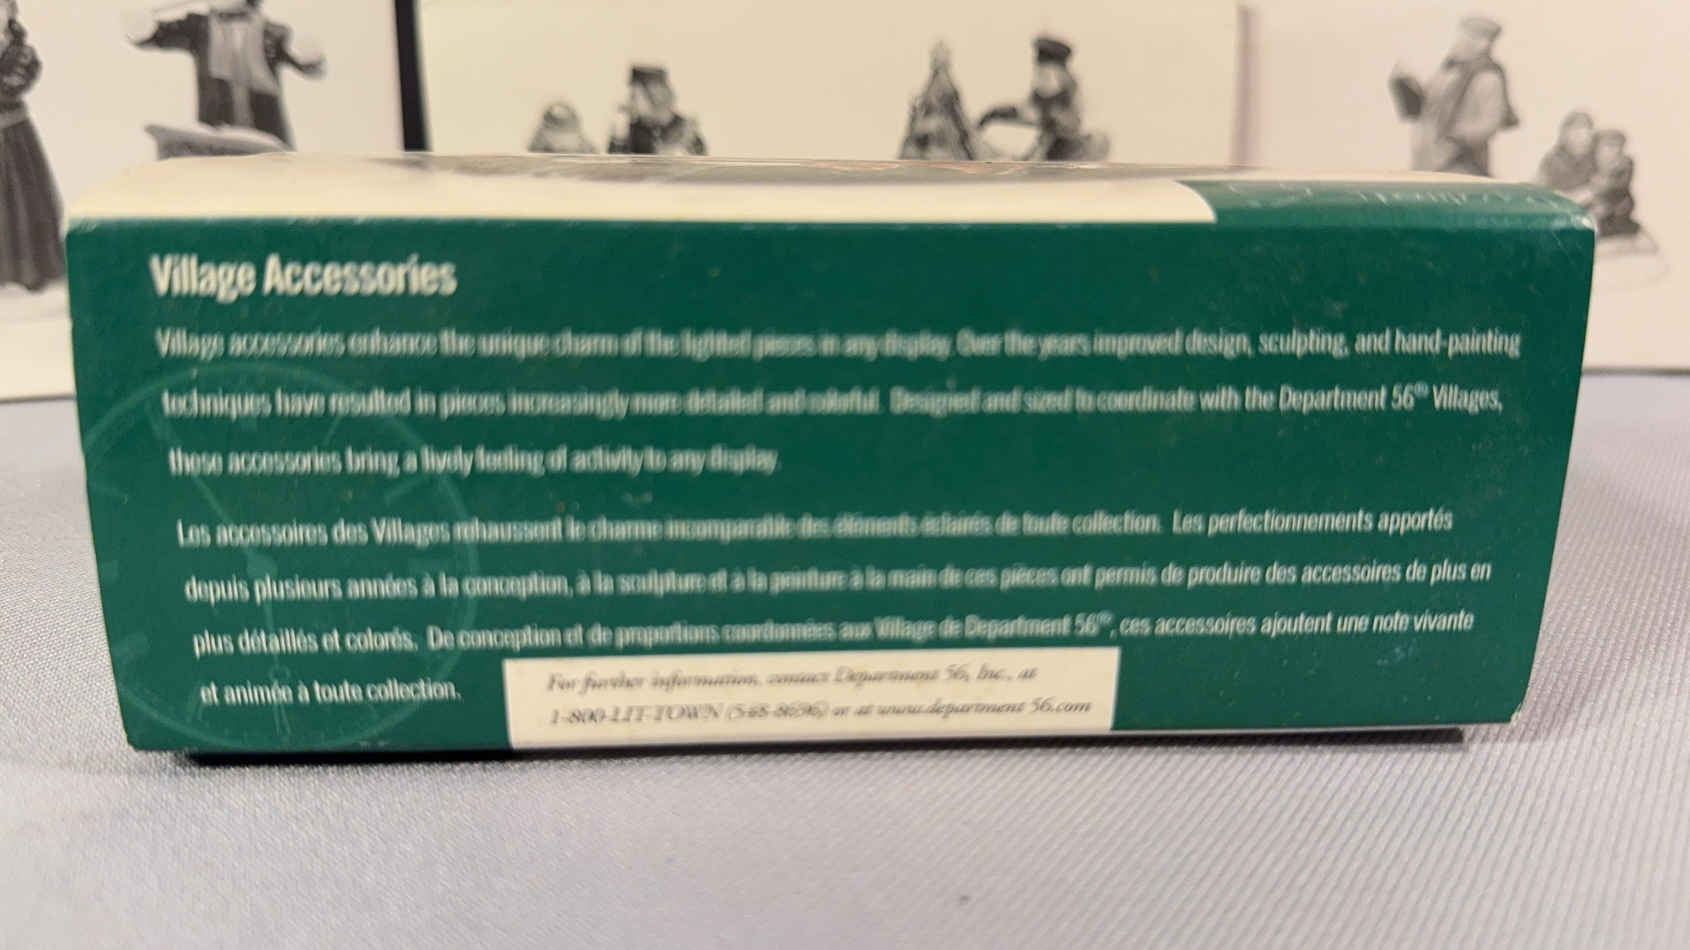 Village Accessories
Village accessories enhance the unique charm of the lighted pieces in any display. Over the years improved design, sculpting, and hand-painting
techniques have resulted in pieces increasingly more detailed and colorful. Designed and sized to coordinate with the Department 56® Villages,
these accessories bring a lively feeling of activity to any display.
Les accessoires des Villages rehaussent le charme incomparable des éléments éclairés de toute collection. Les perfectionnements apportés
depuis plusieurs années à la conception, à la sculpture et à la peinture à la main de ces pièces ont permis de produire des accessoires de plus en
plus détaillés et colorés. De conception et de proportions coordonnées aux Village de Department 56®, ces accessoires ajoutent une note vivante
et animée à toute collection.
For further information, contact Department 56, Inc., at
1-800-LIT-TOWN (548-8696) or at www.department 56.com